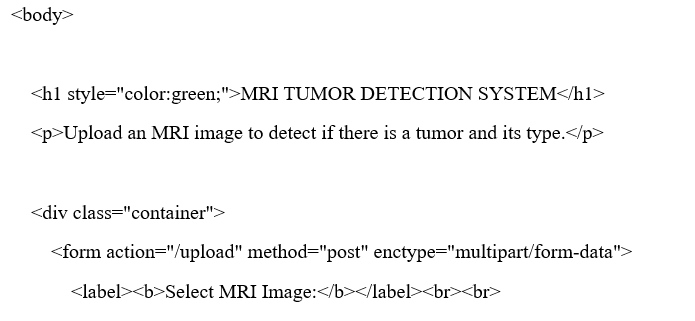 <body>
<h1 style="color:green;">MRI TUMOR DETECTION SYSTEM</h1>
<p>Upload an MRI image to detect if there is a tumor and its type.</p>
<div class="container">
<form action="/upload" method="post" enctype="multipart/form-data">
<label><b>Select MRI Image:</b></label><br><br>